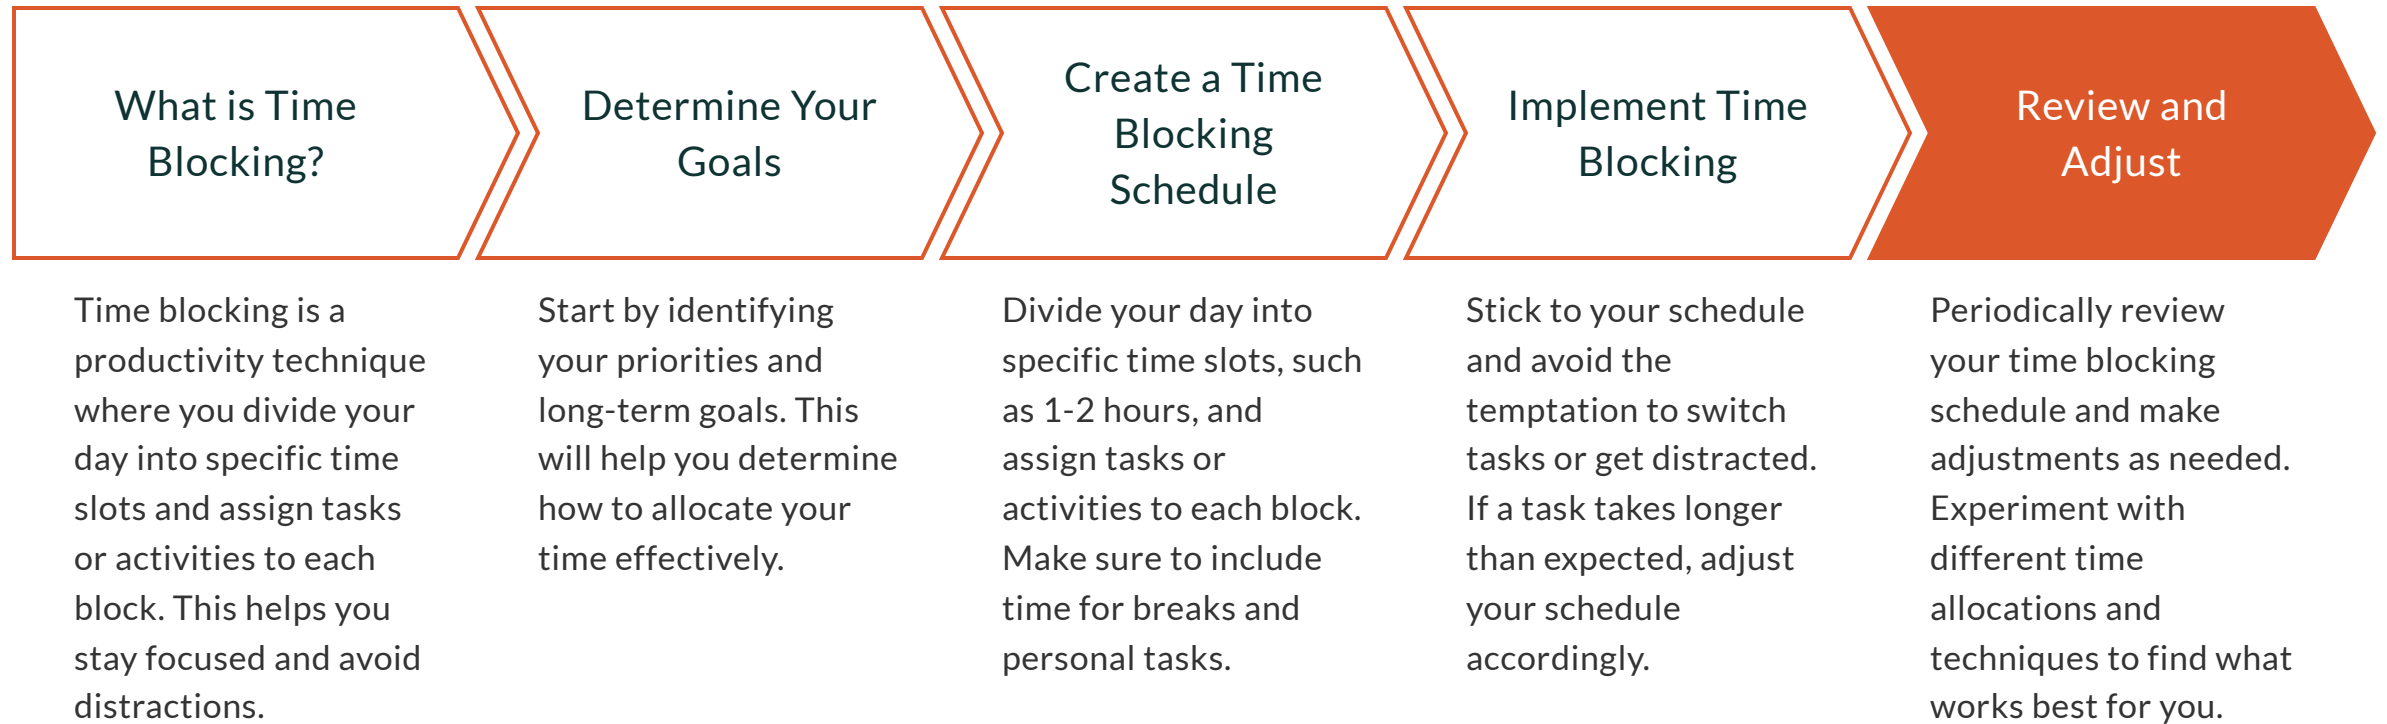 What is Time
Blocking?
Determine Your
Goals
Create a Time
Blocking
Schedule
Implement Time
Blocking
Review and
Adjust
Time blocking is a
productivity technique
where you divide your
day into specific time
slots and assign tasks
or activities to each
block. This helps you
stay focused and avoid
distractions.
Start by identifying
your priorities and
long-term goals. This
will help you determine
how to allocate your
time effectively.
Divide your day into
specific time slots, such
as 1-2 hours, and
assign tasks or
activities to each block.
Make sure to include
time for breaks and
personal tasks.
Stick to your schedule
and avoid the
temptation to switch
tasks or get distracted.
If a task takes longer
than expected, adjust
your schedule
accordingly.
Periodically review
your time blocking
schedule and make
adjustments as needed.
Experiment with
different time
allocations and
techniques to find what
works best for you.